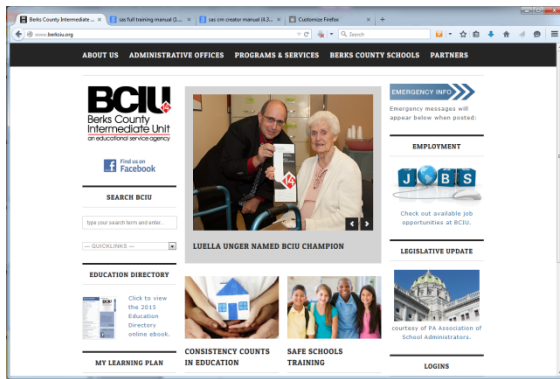 Berks County Intermediate ...
sas full training manual (1...
sas cm creator manual (4.3...
Customize Firefox
www.berksiu.org
Search
ABOUT US ADMINISTRATIVE OFFICES PROGRAMS & SERVICES BERKS COUNTY SCHOOLS PARTNERS
BCIU
14
Berks County
Intermediate Unit
an educational service agency
Find us on
Facebook
SEARCH BCIU
type your search term and enter..
--- QUICKLINKS ---
EDUCATION DIRECTORY
Click to view
the 2015
Education
Directory
online ebook.
MY LEARNING PLAN
14
LUELLA UNGER NAMED BCIU CHAMPION
CONSISTENCY COUNTS
IN EDUCATION
SAFE SCHOOLS
TRAINING
EMERGENCY INFO
Emergency messages will
appear below when posted:
EMPLOYMENT
JOBS
Check out available job
opportunities at BCIU.
LEGISLATIVE UPDATE
courtesy of PA Association of
School Administrators.
LOGINS